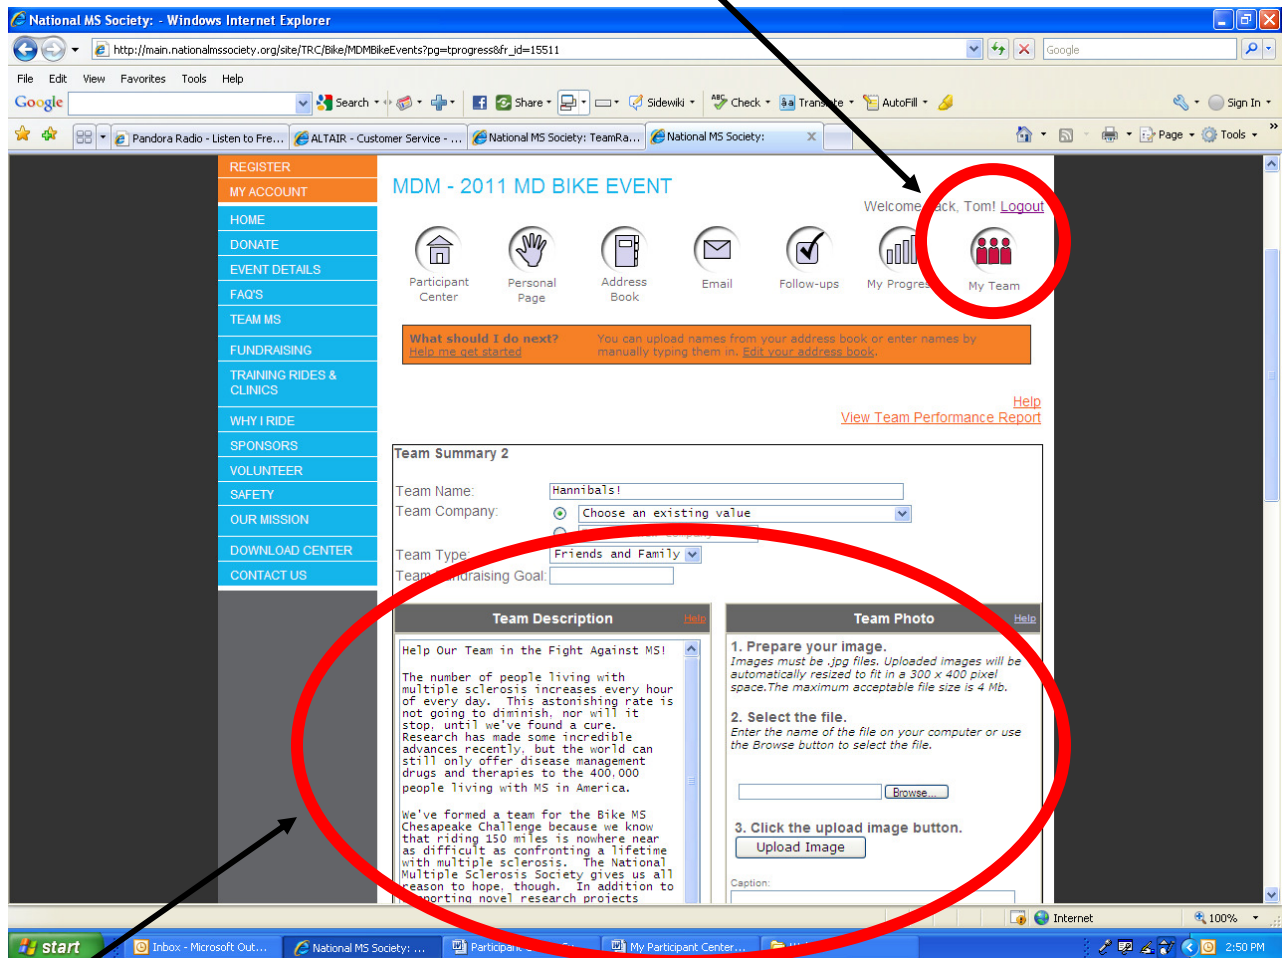 National MS Society: - Windows Internet Explorer
http://main.nationalmssociety.org/site/TRC/Bike/MDMBikeEvents?pg=tprogress&fr_id=15511
Google
File Edit View Favorites Tools Help
Google
Search
Share
Sidewiki
Check
Translate
AutoFill
Sign In
Pandora Radio - Listen to Fre...
ALTAIR - Customer Service - ...
National MS Society: TeamRa...
National MS Society:
Page
Tools
REGISTER
MY ACCOUNT
HOME
DONATE
EVENT DETAILS
FAQ'S
TEAM MS
FUNDRAISING
TRAINING RIDES &
CLINICS
WHY I RIDE
SPONSORS
VOLUNTEER
SAFETY
OUR MISSION
DOWNLOAD CENTER
CONTACT US
MDM - 2011 MD BIKE EVENT
Welcome back, Tom! Logout
Participant
Center
Personal
Page
Address
Book
Email
Follow-ups
My Progress
My Team
What should I do next?
Help me get started
You can upload names from your address book or enter names by
manually typing them in. Edit your address book.
Help
View Team Performance Report
Team Summary 2
Team Name: Hannibals!
Team Company: Choose an existing value
Team Type: Friends and Family
Team Fundraising Goal:
Team Description Help
Help Our Team in the Fight Against MS!
The number of people living with
multiple sclerosis increases every hour
of every day. This astonishing rate is
not going to diminish, nor will it
stop, until we've found a cure.
Research has made some incredible
advances recently, but the world can
still only offer disease management
drugs and therapies to the 400,000
people living with MS in America.
We've formed a team for the Bike MS
Chesapeake Challenge because we know
that riding 150 miles is nowhere near
as difficult as confronting a lifetime
with multiple sclerosis. The National
Multiple Sclerosis Society gives us all
reason to hope, though. In addition to
supporting novel research projects
Team Photo Help
1. Prepare your image.
Images must be .jpg files. Uploaded images will be
automatically resized to fit in a 300 x 400 pixel
space.The maximum acceptable file size is 4 Mb.
2. Select the file.
Enter the name of the file on your computer or use
the Browse button to select the file.
Browse...
3. Click the upload image button.
Upload Image
Caption:
Internet
100%
start
Inbox - Microsoft Out...
National MS Society: ...
Participant
My Participant Center...
2:50 PM